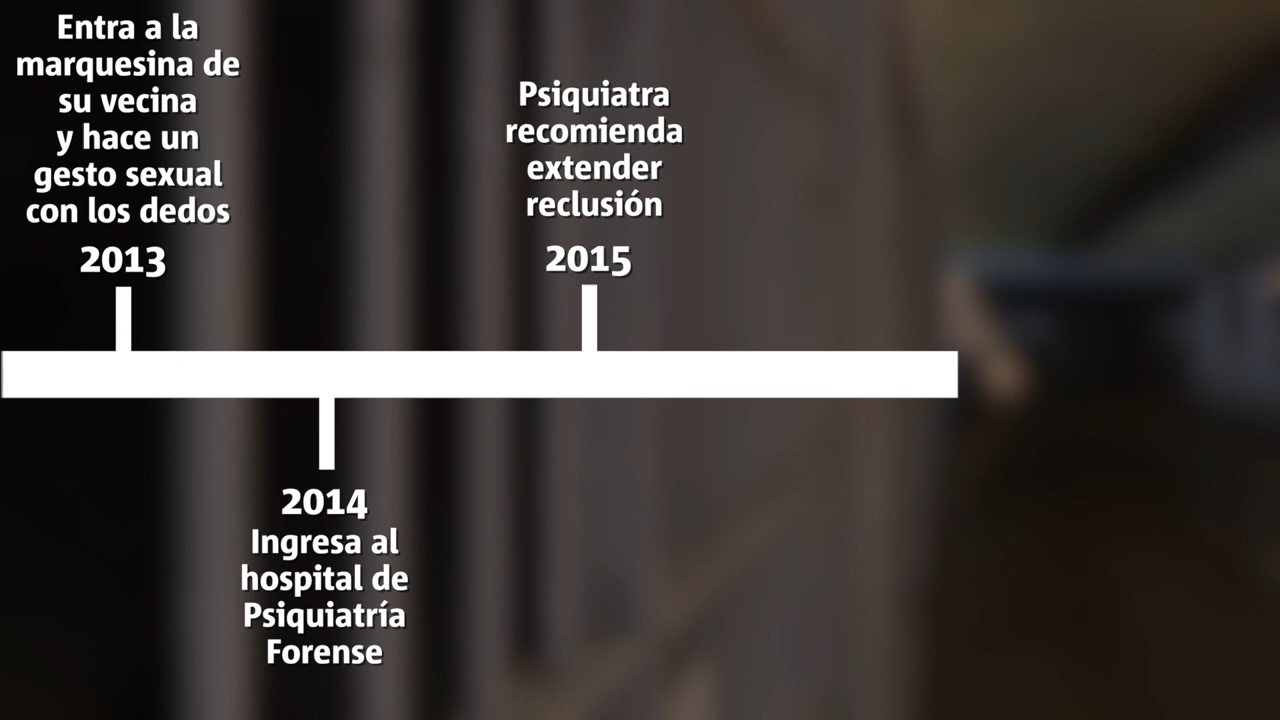 Entra a la
marquesina de
su vecina
y hace un
gesto sexual
con los dedos
2013
2014
Ingresa al
hospital de
Psiquiatría
Forense
Psiquiatra
recomienda
extender
reclusión
2015